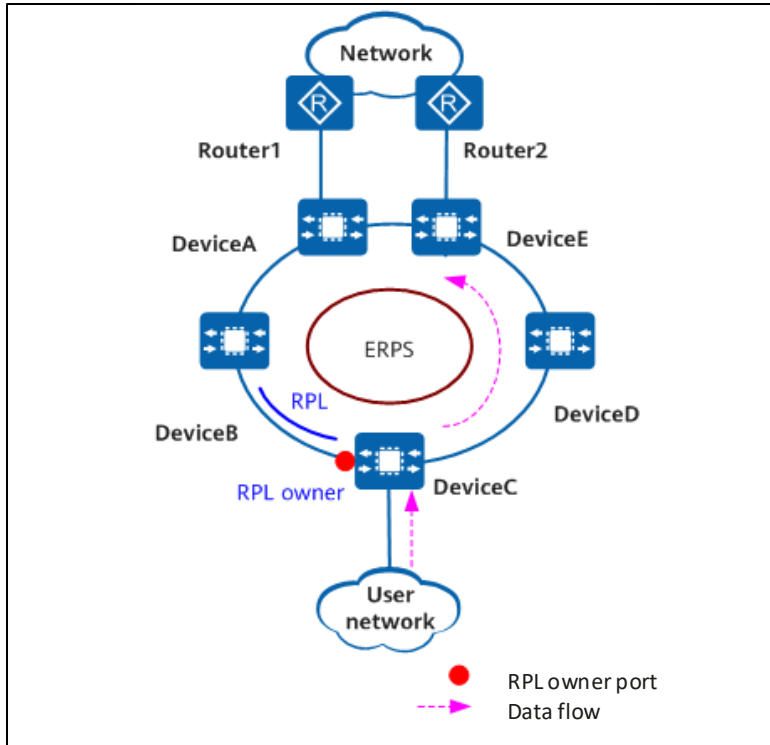 Network
R
R
Router1
Router2
DeviceA
DeviceE
ERPS
RPL
DeviceB
DeviceD
RPL owner
DeviceC
User
network
RPL owner port
Data flow